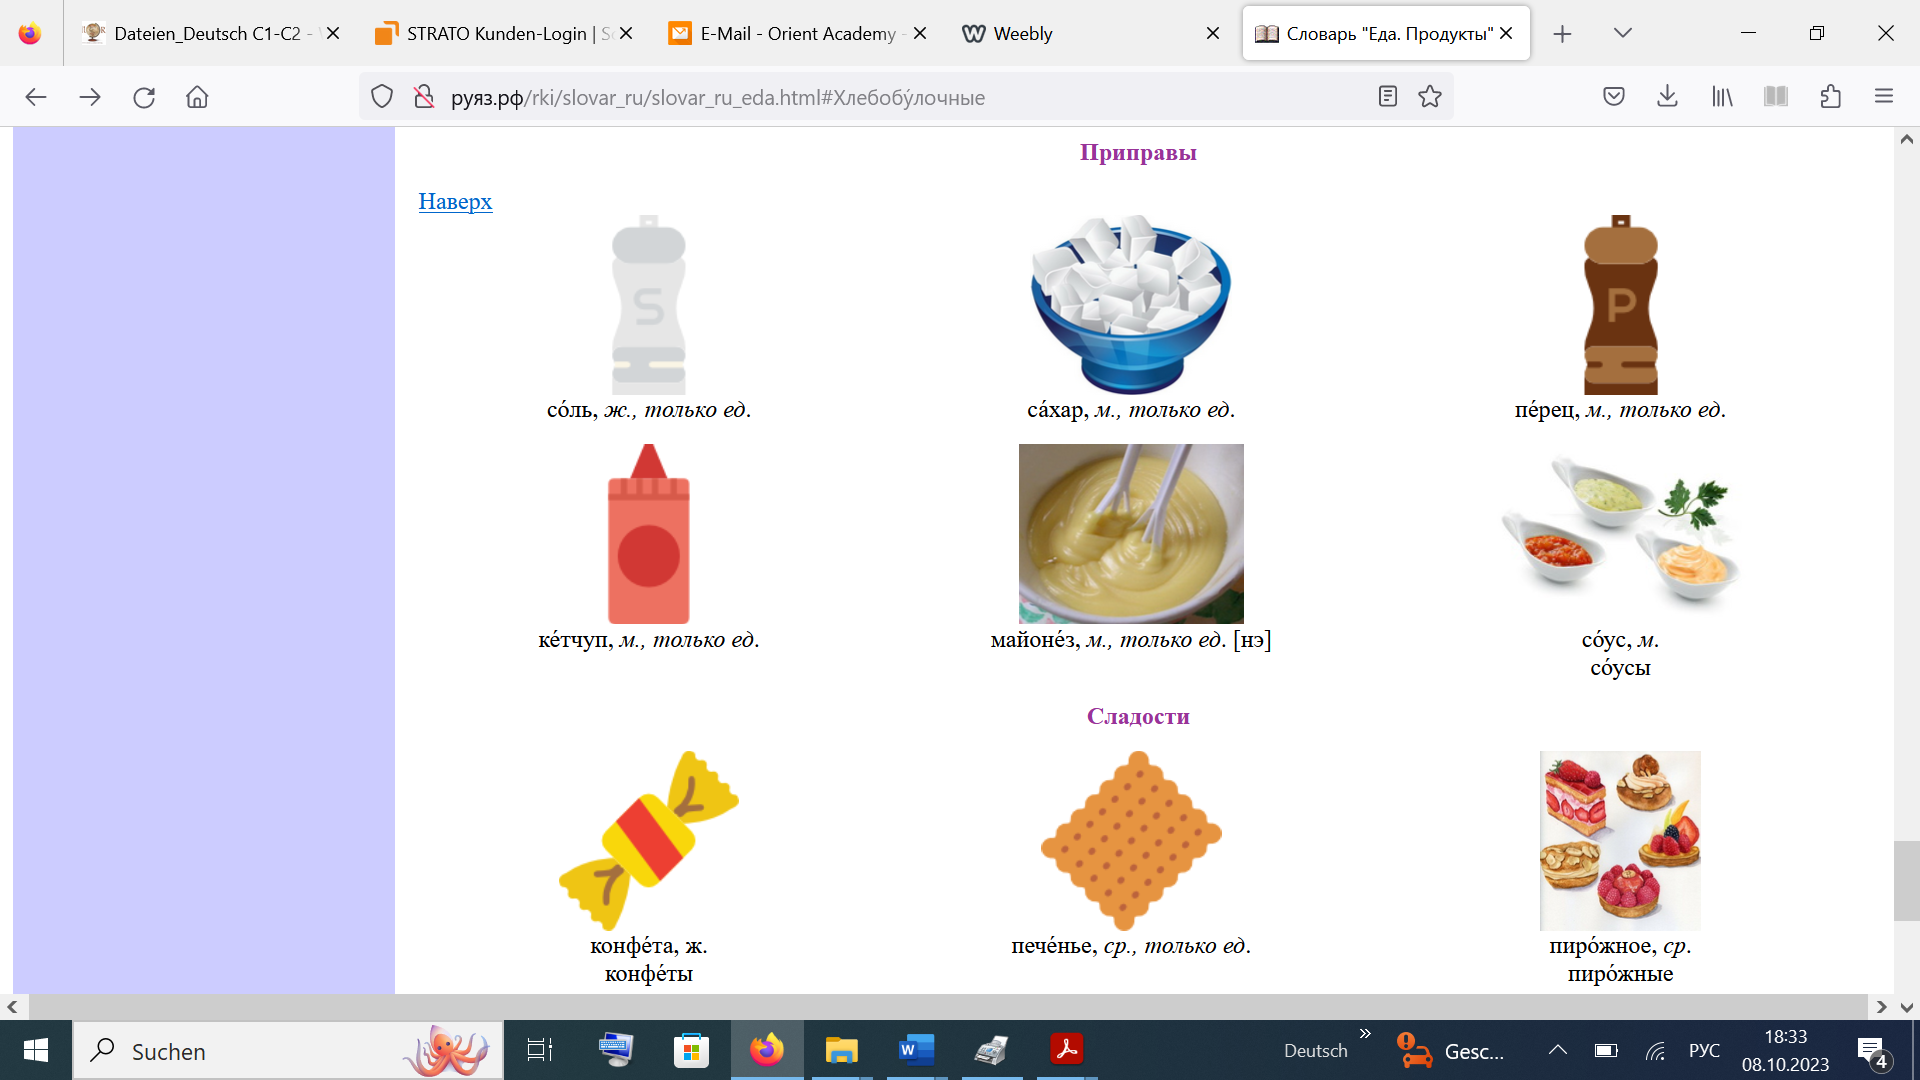 Dateien_Deutsch C1-C2 -
STRATO Kunden-Login |
E-Mail - Orient Academy -
Weebly
Словарь "Еда. Продукты"
руяз.рф/rki/slovar_ru/slovar_ru_eda.html#Хлебобу́лочные
Приправы
Наверх
S
P
со́ль, ж., только ед.
са́хар, м., только ед.
пе́рец, м., только ед.
ке́тчуп, м., только ед.
майоне́з, м., только ед. [нэ]
со́ус, м.
со́усы
Сладости
конфе́та, ж.
конфе́ты
пече́нье, ср., только ед.
пиро́жное, ср.
пиро́жные
Suchen
W
Deutsch
Gesc...
РУС
18:33
08.10.2023
4